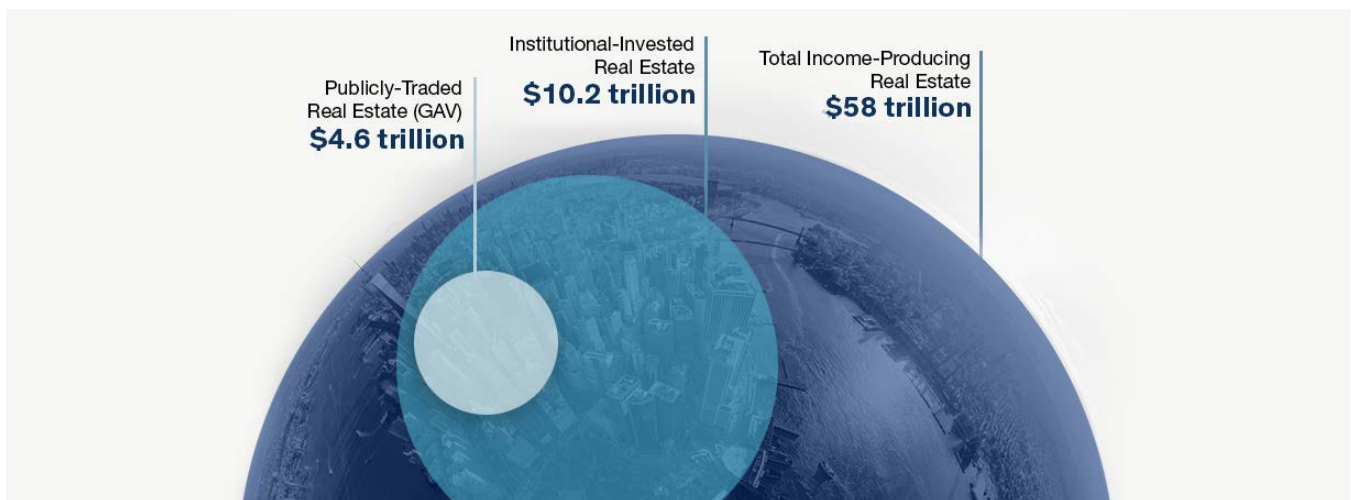 Publicly-Traded
Real Estate (GAV)
$4.6 trillion
Institutional-Invested
Real Estate
$10.2 trillion
Total Income-Producing
Real Estate
$58 trillion